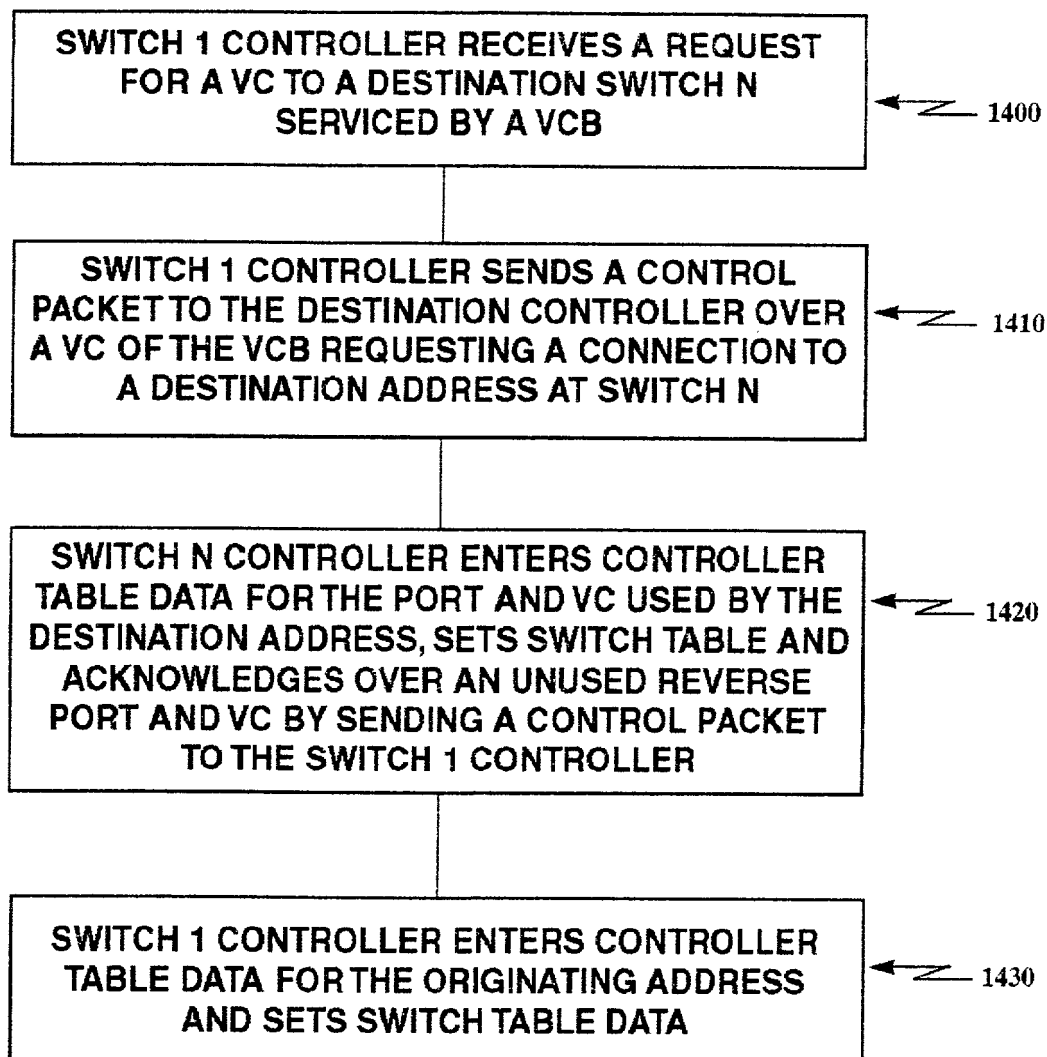 SWITCH 1 CONTROLLER RECEIVES A REQUEST
FOR A VC TO A DESTINATION SWITCH N
SERVICED BY A VCB
1400
SWITCH 1 CONTROLLER SENDS A CONTROL
PACKET TO THE DESTINATION CONTROLLER OVER
A VC OF THE VCB REQUESTING A CONNECTION TO
A DESTINATION ADDRESS AT SWITCH N
1410
SWITCH N CONTROLLER ENTERS CONTROLLER
TABLE DATA FOR THE PORT AND VC USED BY THE
DESTINATION ADDRESS, SETS SWITCH TABLE AND
ACKNOWLEDGES OVER AN UNUSED REVERSE
PORT AND VC BY SENDING A CONTROL PACKET
TO THE SWITCH 1 CONTROLLER
1420
SWITCH 1 CONTROLLER ENTERS CONTROLLER
TABLE DATA FOR THE ORIGINATING ADDRESS
AND SETS SWITCH TABLE DATA
1430